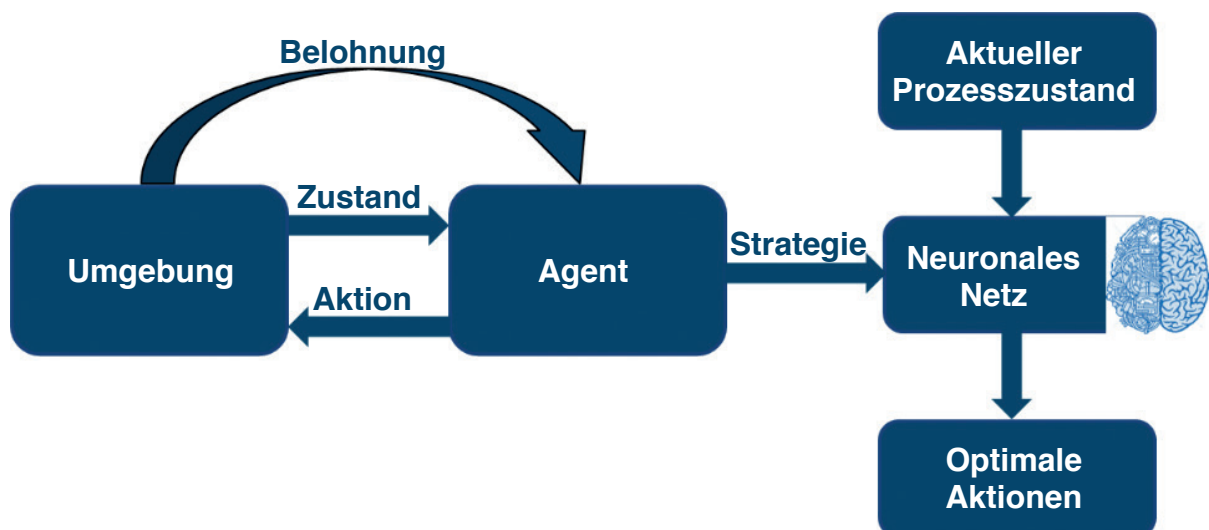 Belohnung
Aktueller
Prozesszustand
Zustand
Umgebung
Agent
Strategie
Neuronales
Netz
Aktion
Optimale
Aktionen